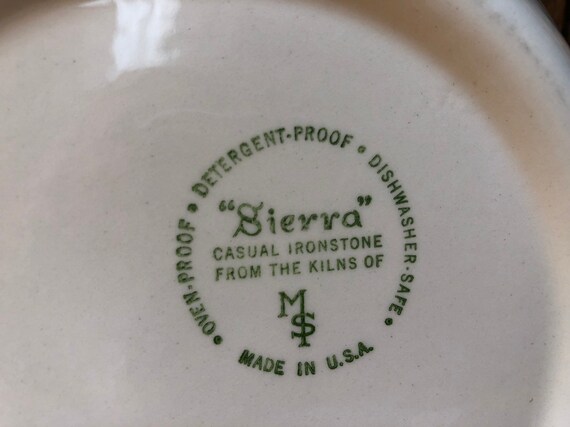 OVEN-PROOF • DETERGENT-PROOF • DISHWASHER-SAFE •
"Sierra"
CASUAL IRONSTONE
FROM THE KILNS OF
MS
MADE IN U.S.A.